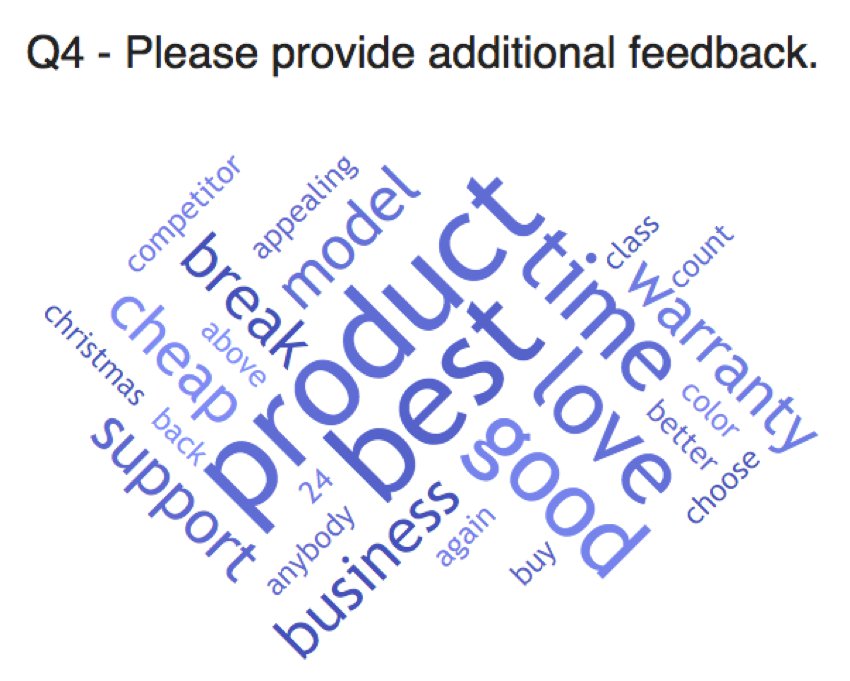 Q4 - Please provide additional feedback.
competitor
appealing
model
product
class
count
break
time
warranty
christmas
cheap
above
best
love
color
better
choose
back
support
24
good
anybody
business
again
buy